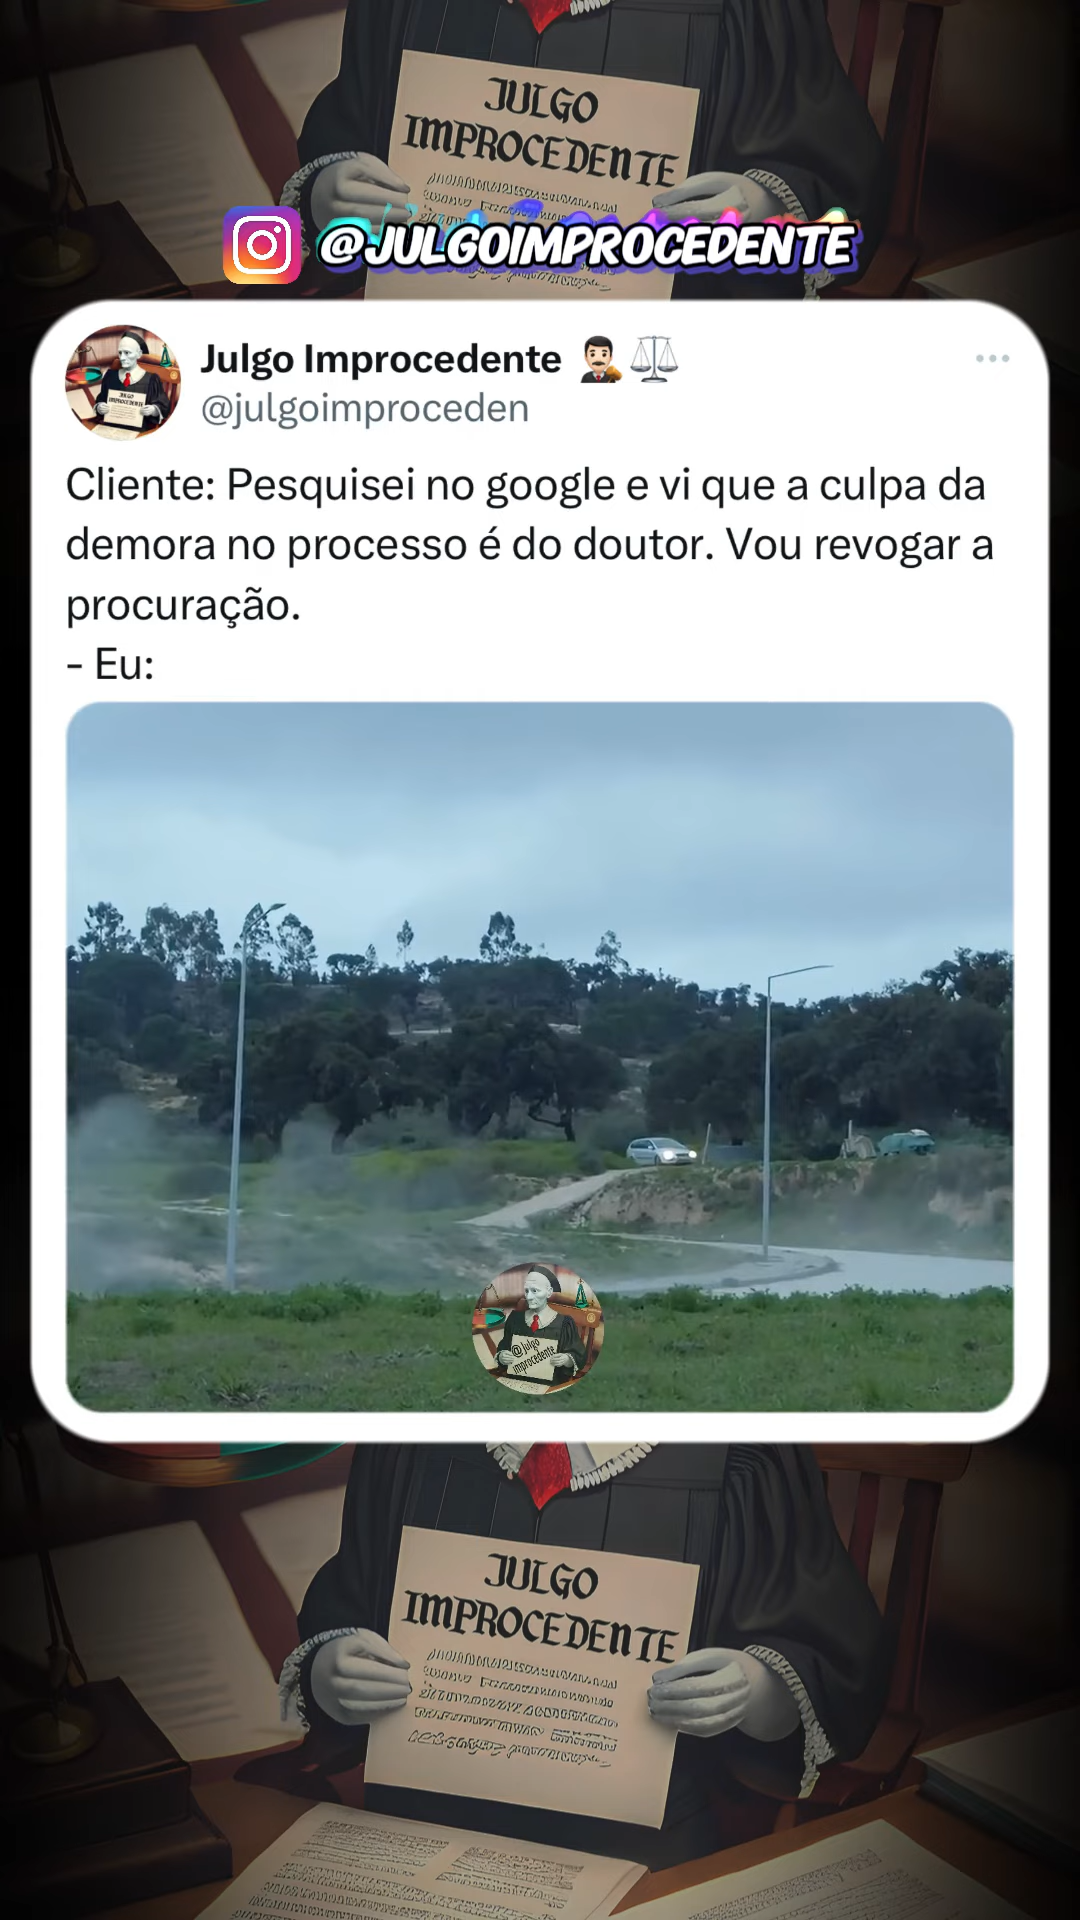 JULGO
IMPROCEDENTE
@JULGOIMPROCEDENTE
Julgo Improcedente
@julgoimproceden
Cliente: Pesquisei no google e vi que a culpa da
demora no processo é do doutor. Vou revogar a
procuração.
- Eu:
@julgo
improcedente
JULGO
IMPROCEDENTE